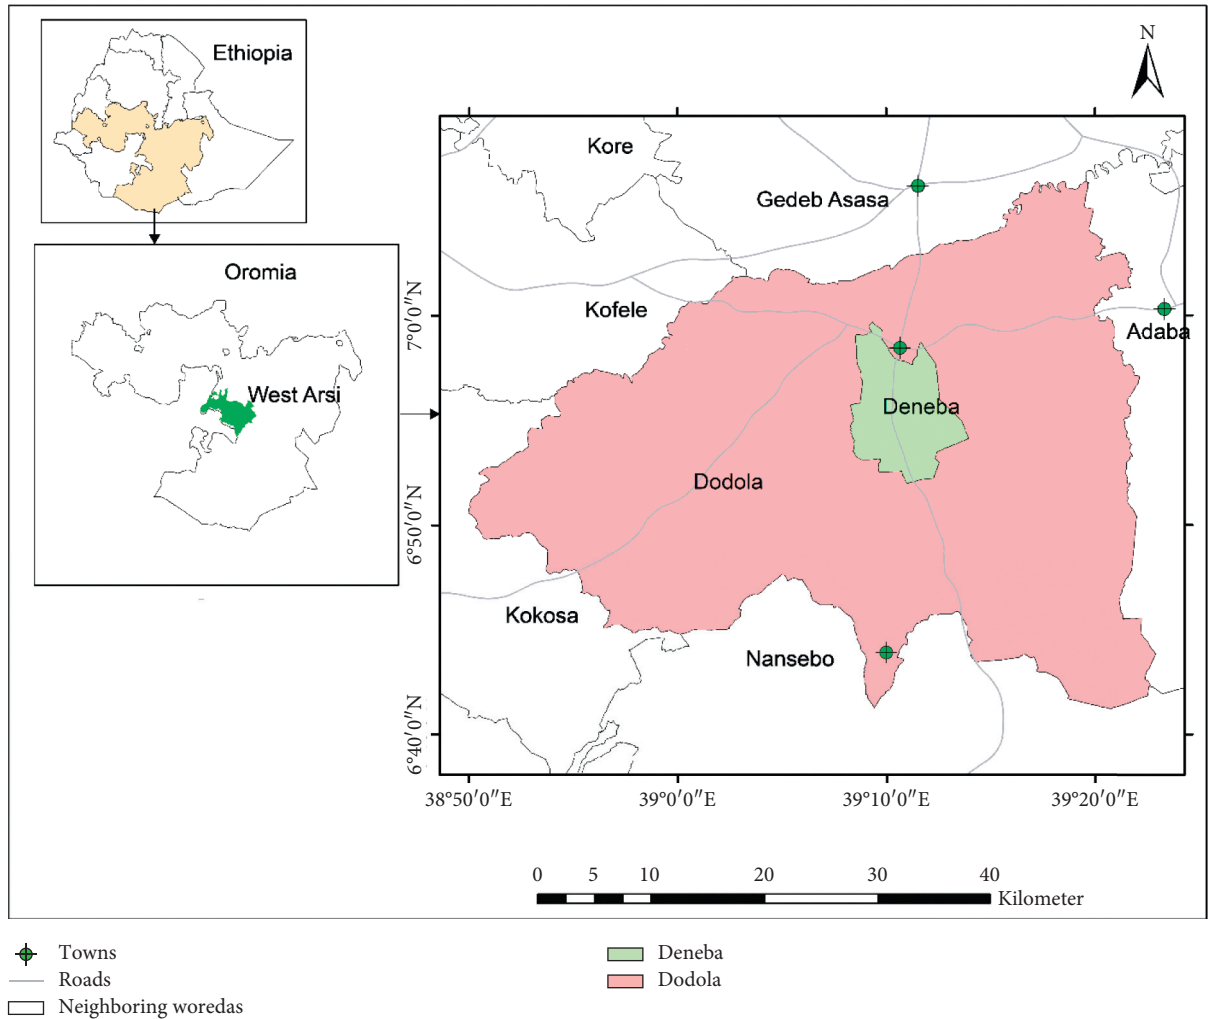 Ethiopia
N
Oromia
West Arsi
Kore
Gedeb Asasa
Kofele
Adaba
Deneba
Dodola
Kokosa
Nansebo
7°0′0″N
6°50′0″N
6°40′0″N
38°50′0″E 39°0′0″E 39°10′0″E 39°20′0″E
0 5 10 20 30 40
Kilometer
Towns
Roads
Neighboring woredas
Deneba
Dodola